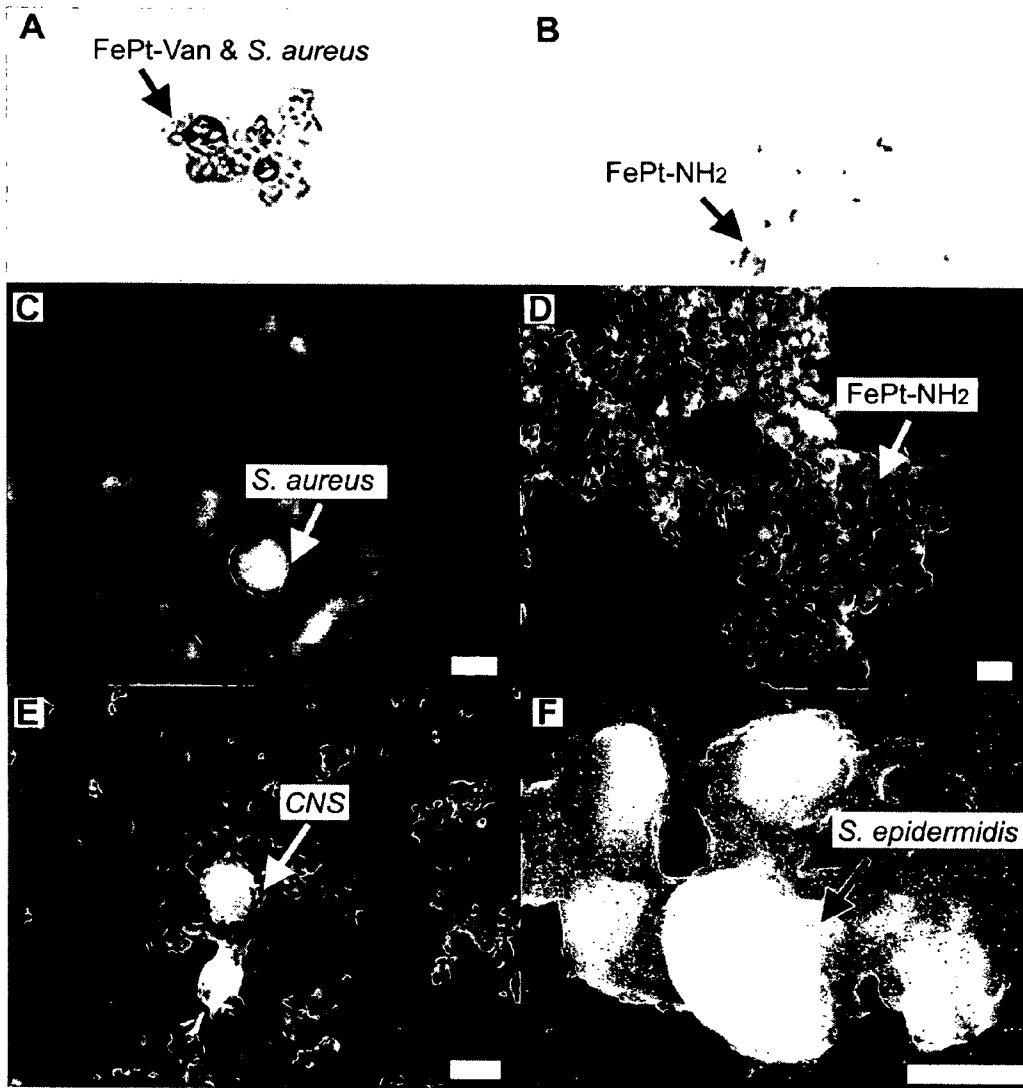 A
FePt-Van & S. aureus
B
FePt-NH2
C
S. aureus
D
FePt-NH2
E
CNS
F
S. epidermidis